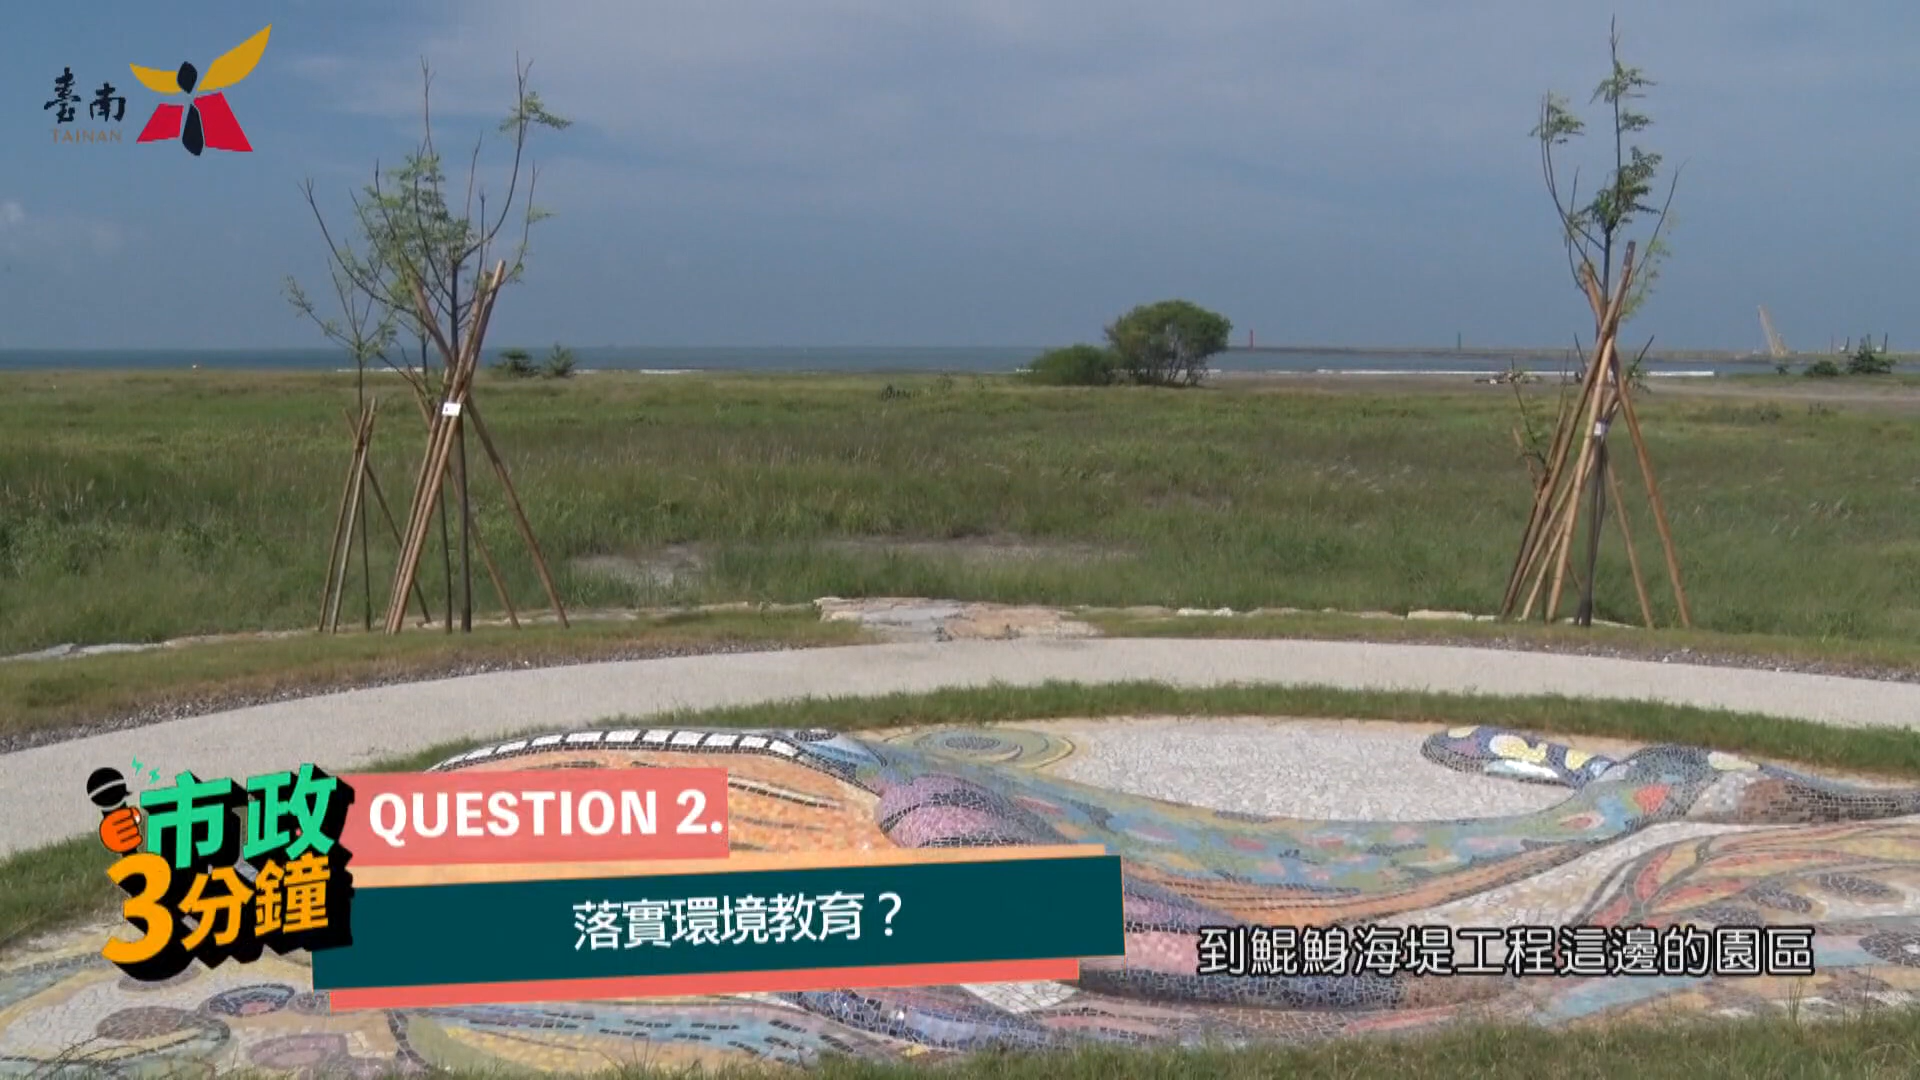 臺南
TAINAN
市政
3分鐘
QUESTION 2.
落實環境教育？
到鯤鯓海堤工程這邊的園區